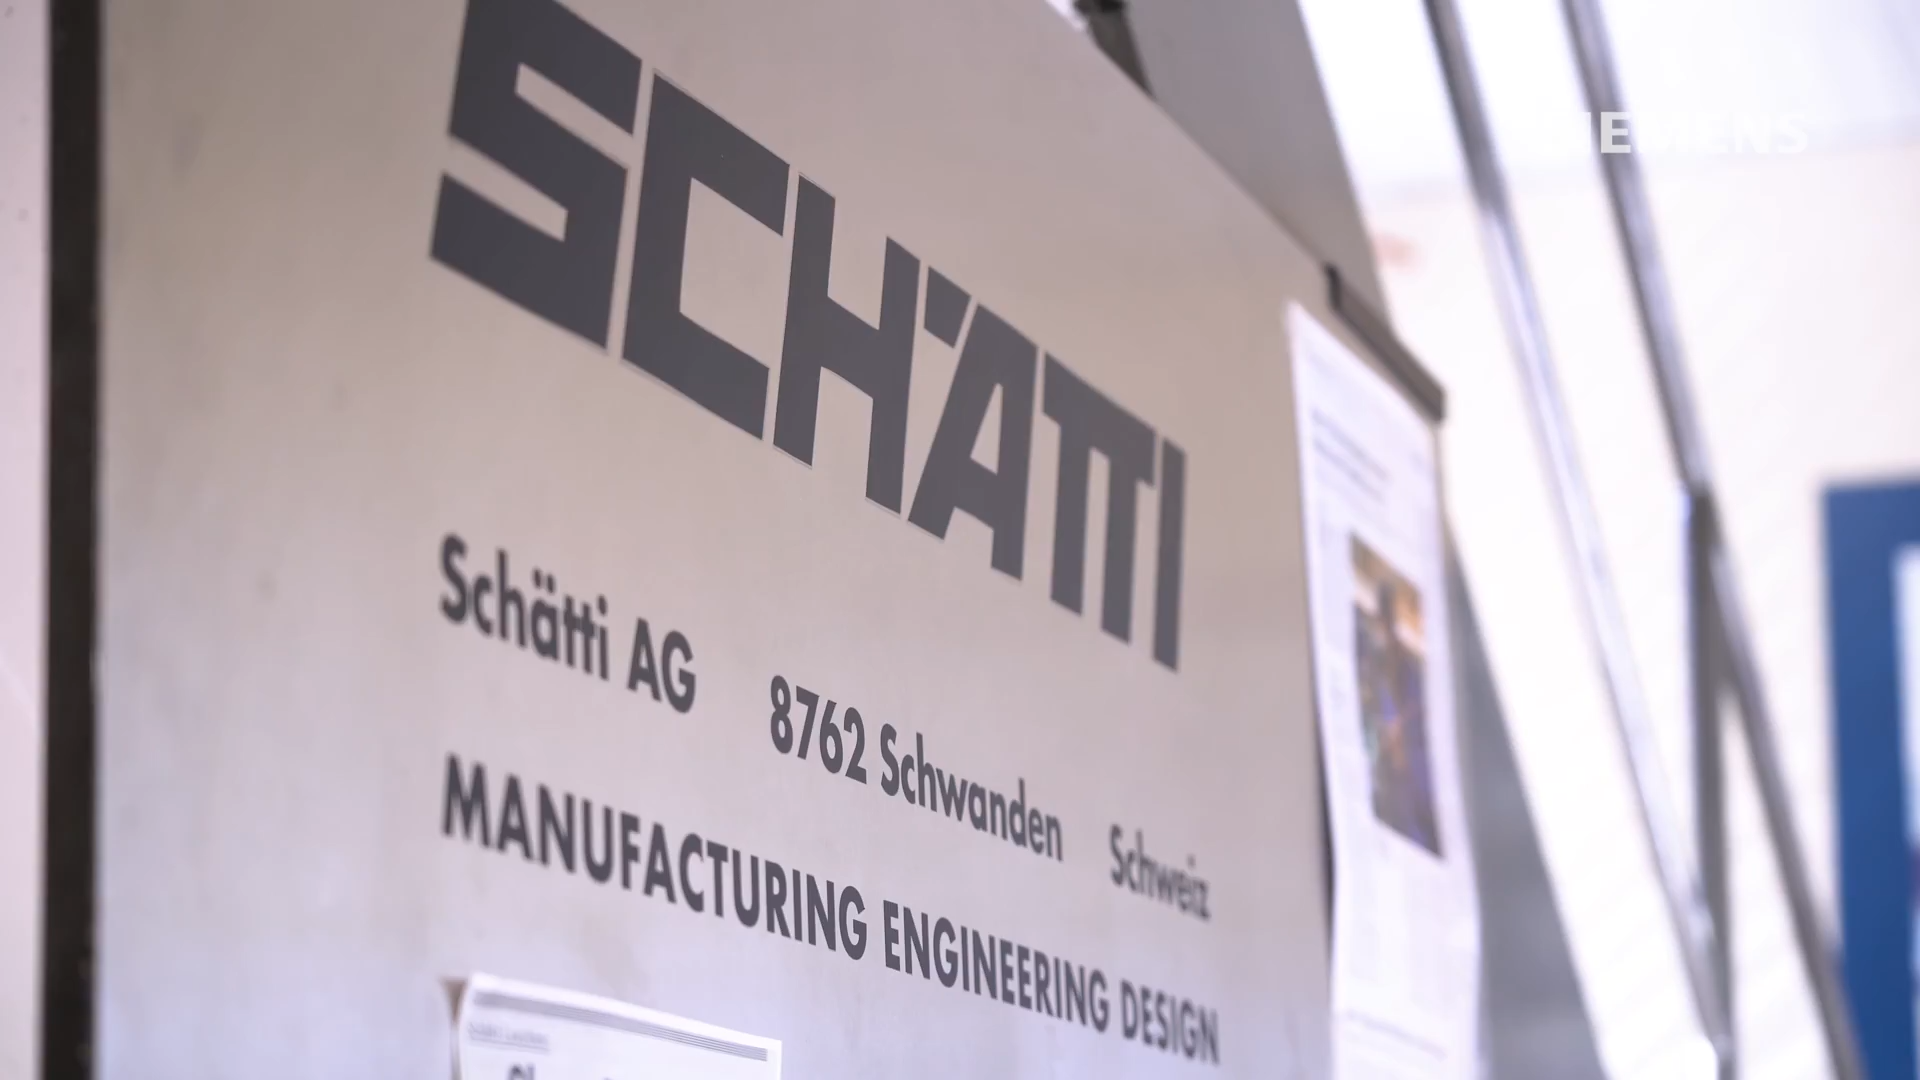 SIEMENS
SCHÄTTI
Schätti AG 8762 Schwanden Schweiz
MANUFACTURING ENGINEERING DESIGN